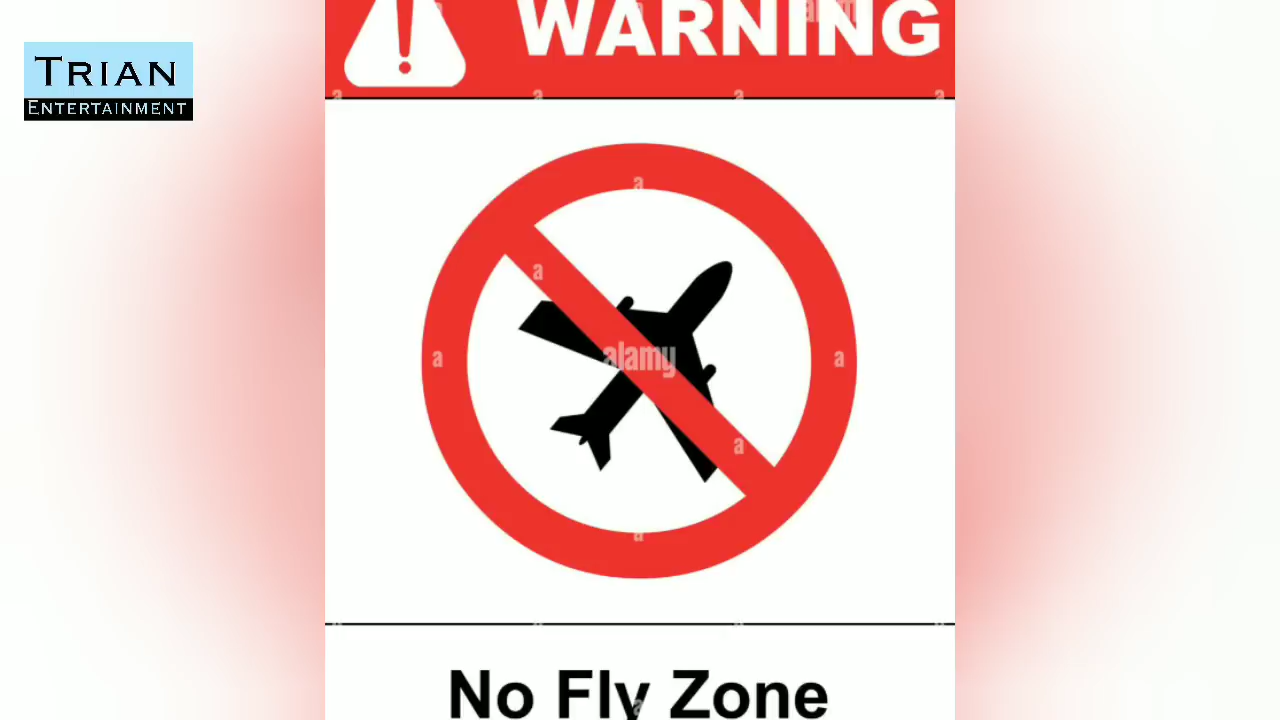 WARNING
TRIAN
ENTERTAINMENT
alamy
No Fly Zone